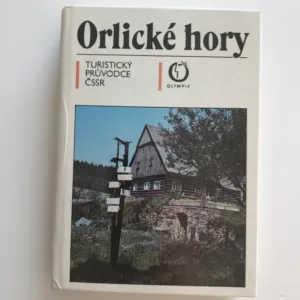 Orlické hory
TURISTICKÝ
PRŮVODCE
ČSSR
OLYMPIA